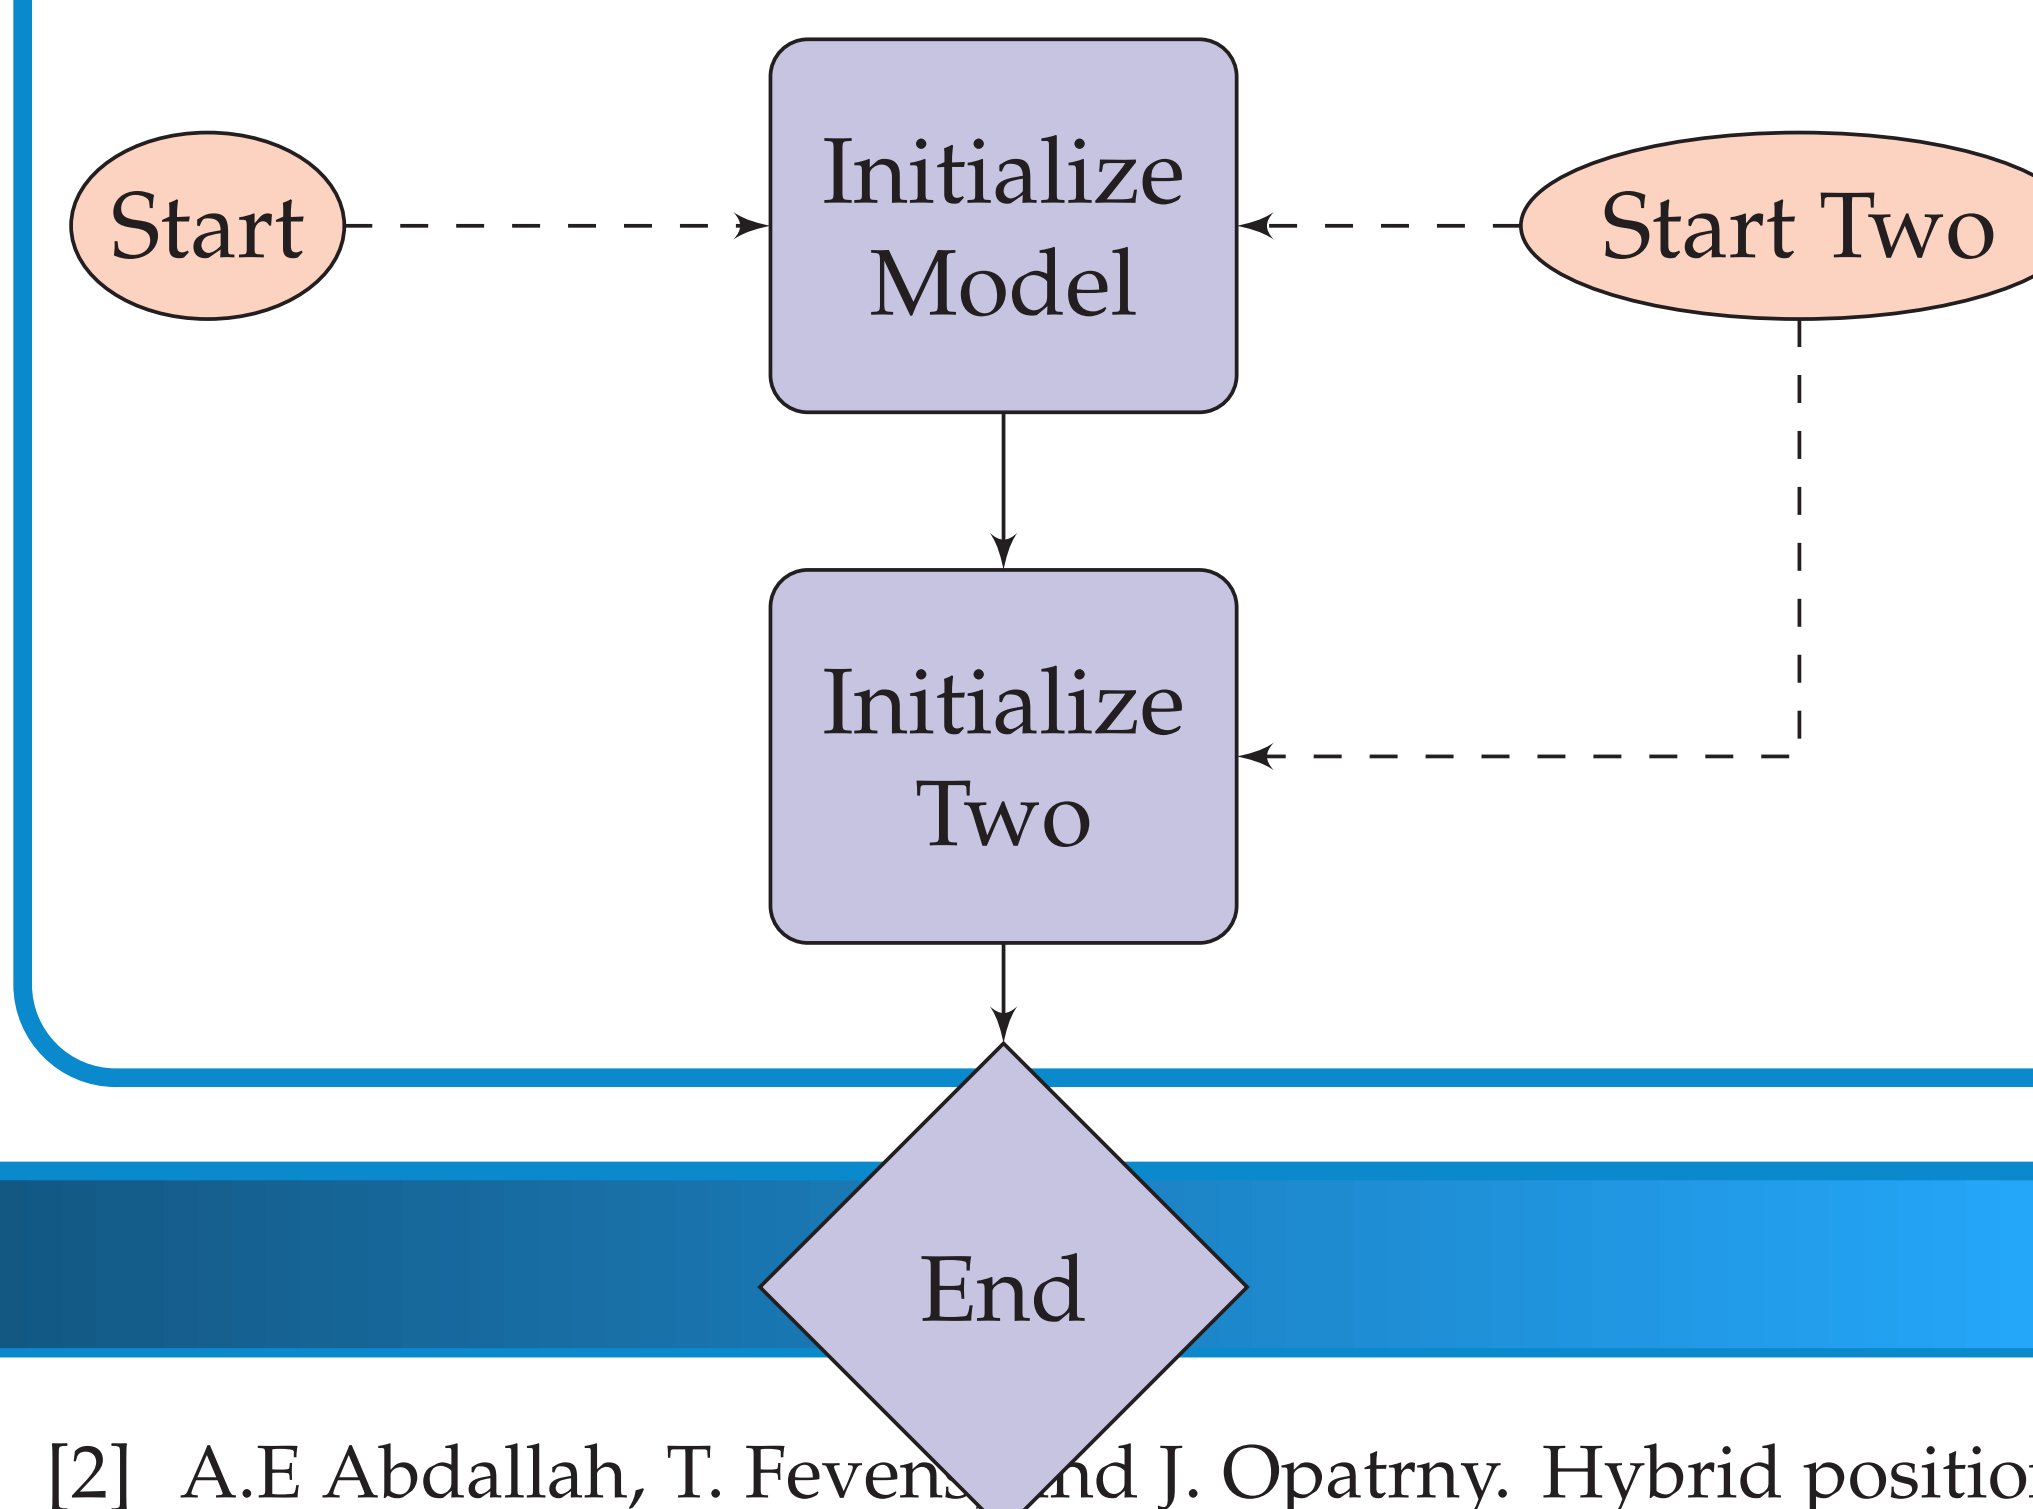 Start
Initialize
Model
Start Two
Initialize
Two
End
[2] A.E Abdallah, T. Fevens, J. Opatrny. Hybrid